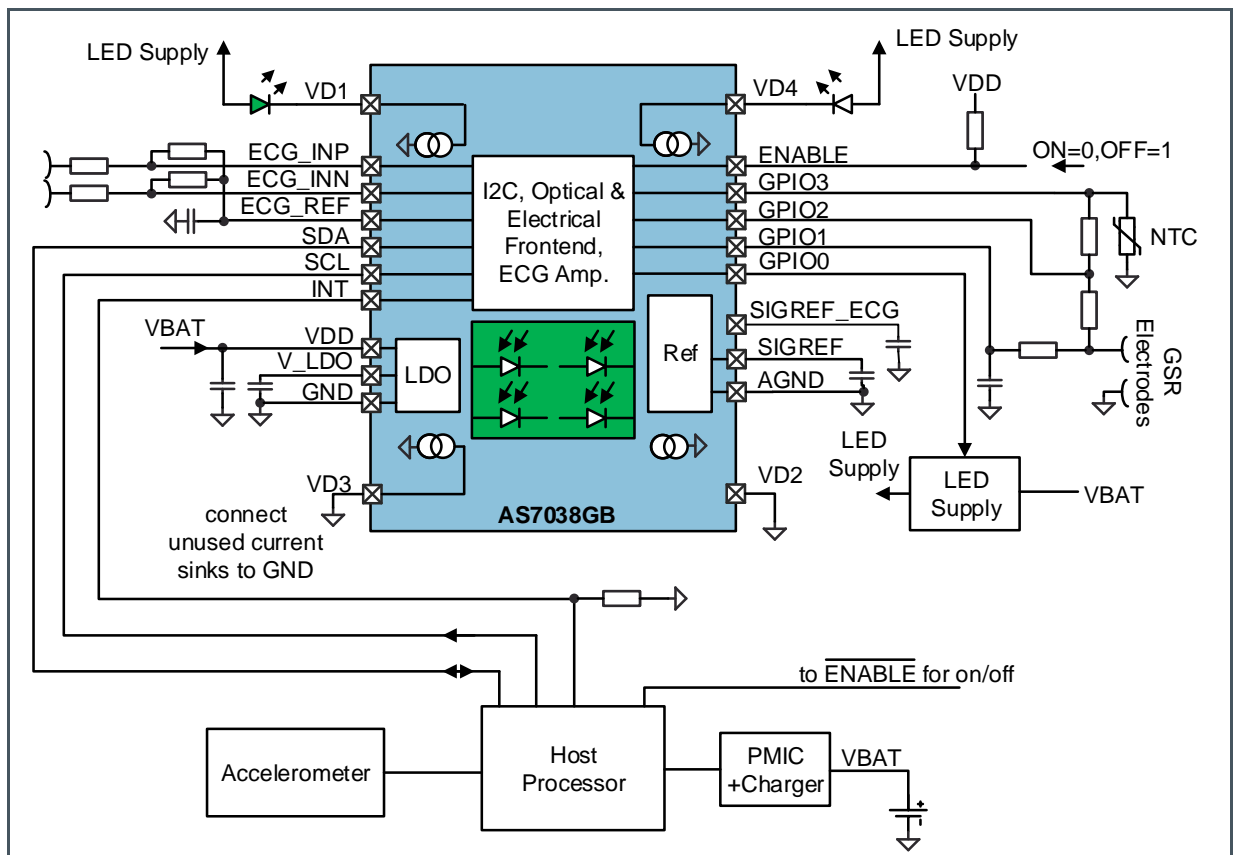 LED Supply
LED Supply
VD1
VD4
VDD
ECG_INP
ENABLE
ON=0,OFF=1
ECG_INN
GPIO3
ECG_REF
GPIO2
SDA
GPIO1
NTC
SCL
GPIO0
INT
I2C, Optical &
Electrical
Frontend,
ECG Amp.
VBAT
VDD
V_LDO
GND
LDO
Ref
SIGREF_ECG
SIGREF
AGND
GSR
Electrodes
VD3
VD2
AS7038GB
LED
Supply
LED
Supply
VBAT
connect
unused current
sinks to GND
to ENABLE for on/off
Accelerometer
Host
Processor
PMIC
+Charger
VBAT
+
-